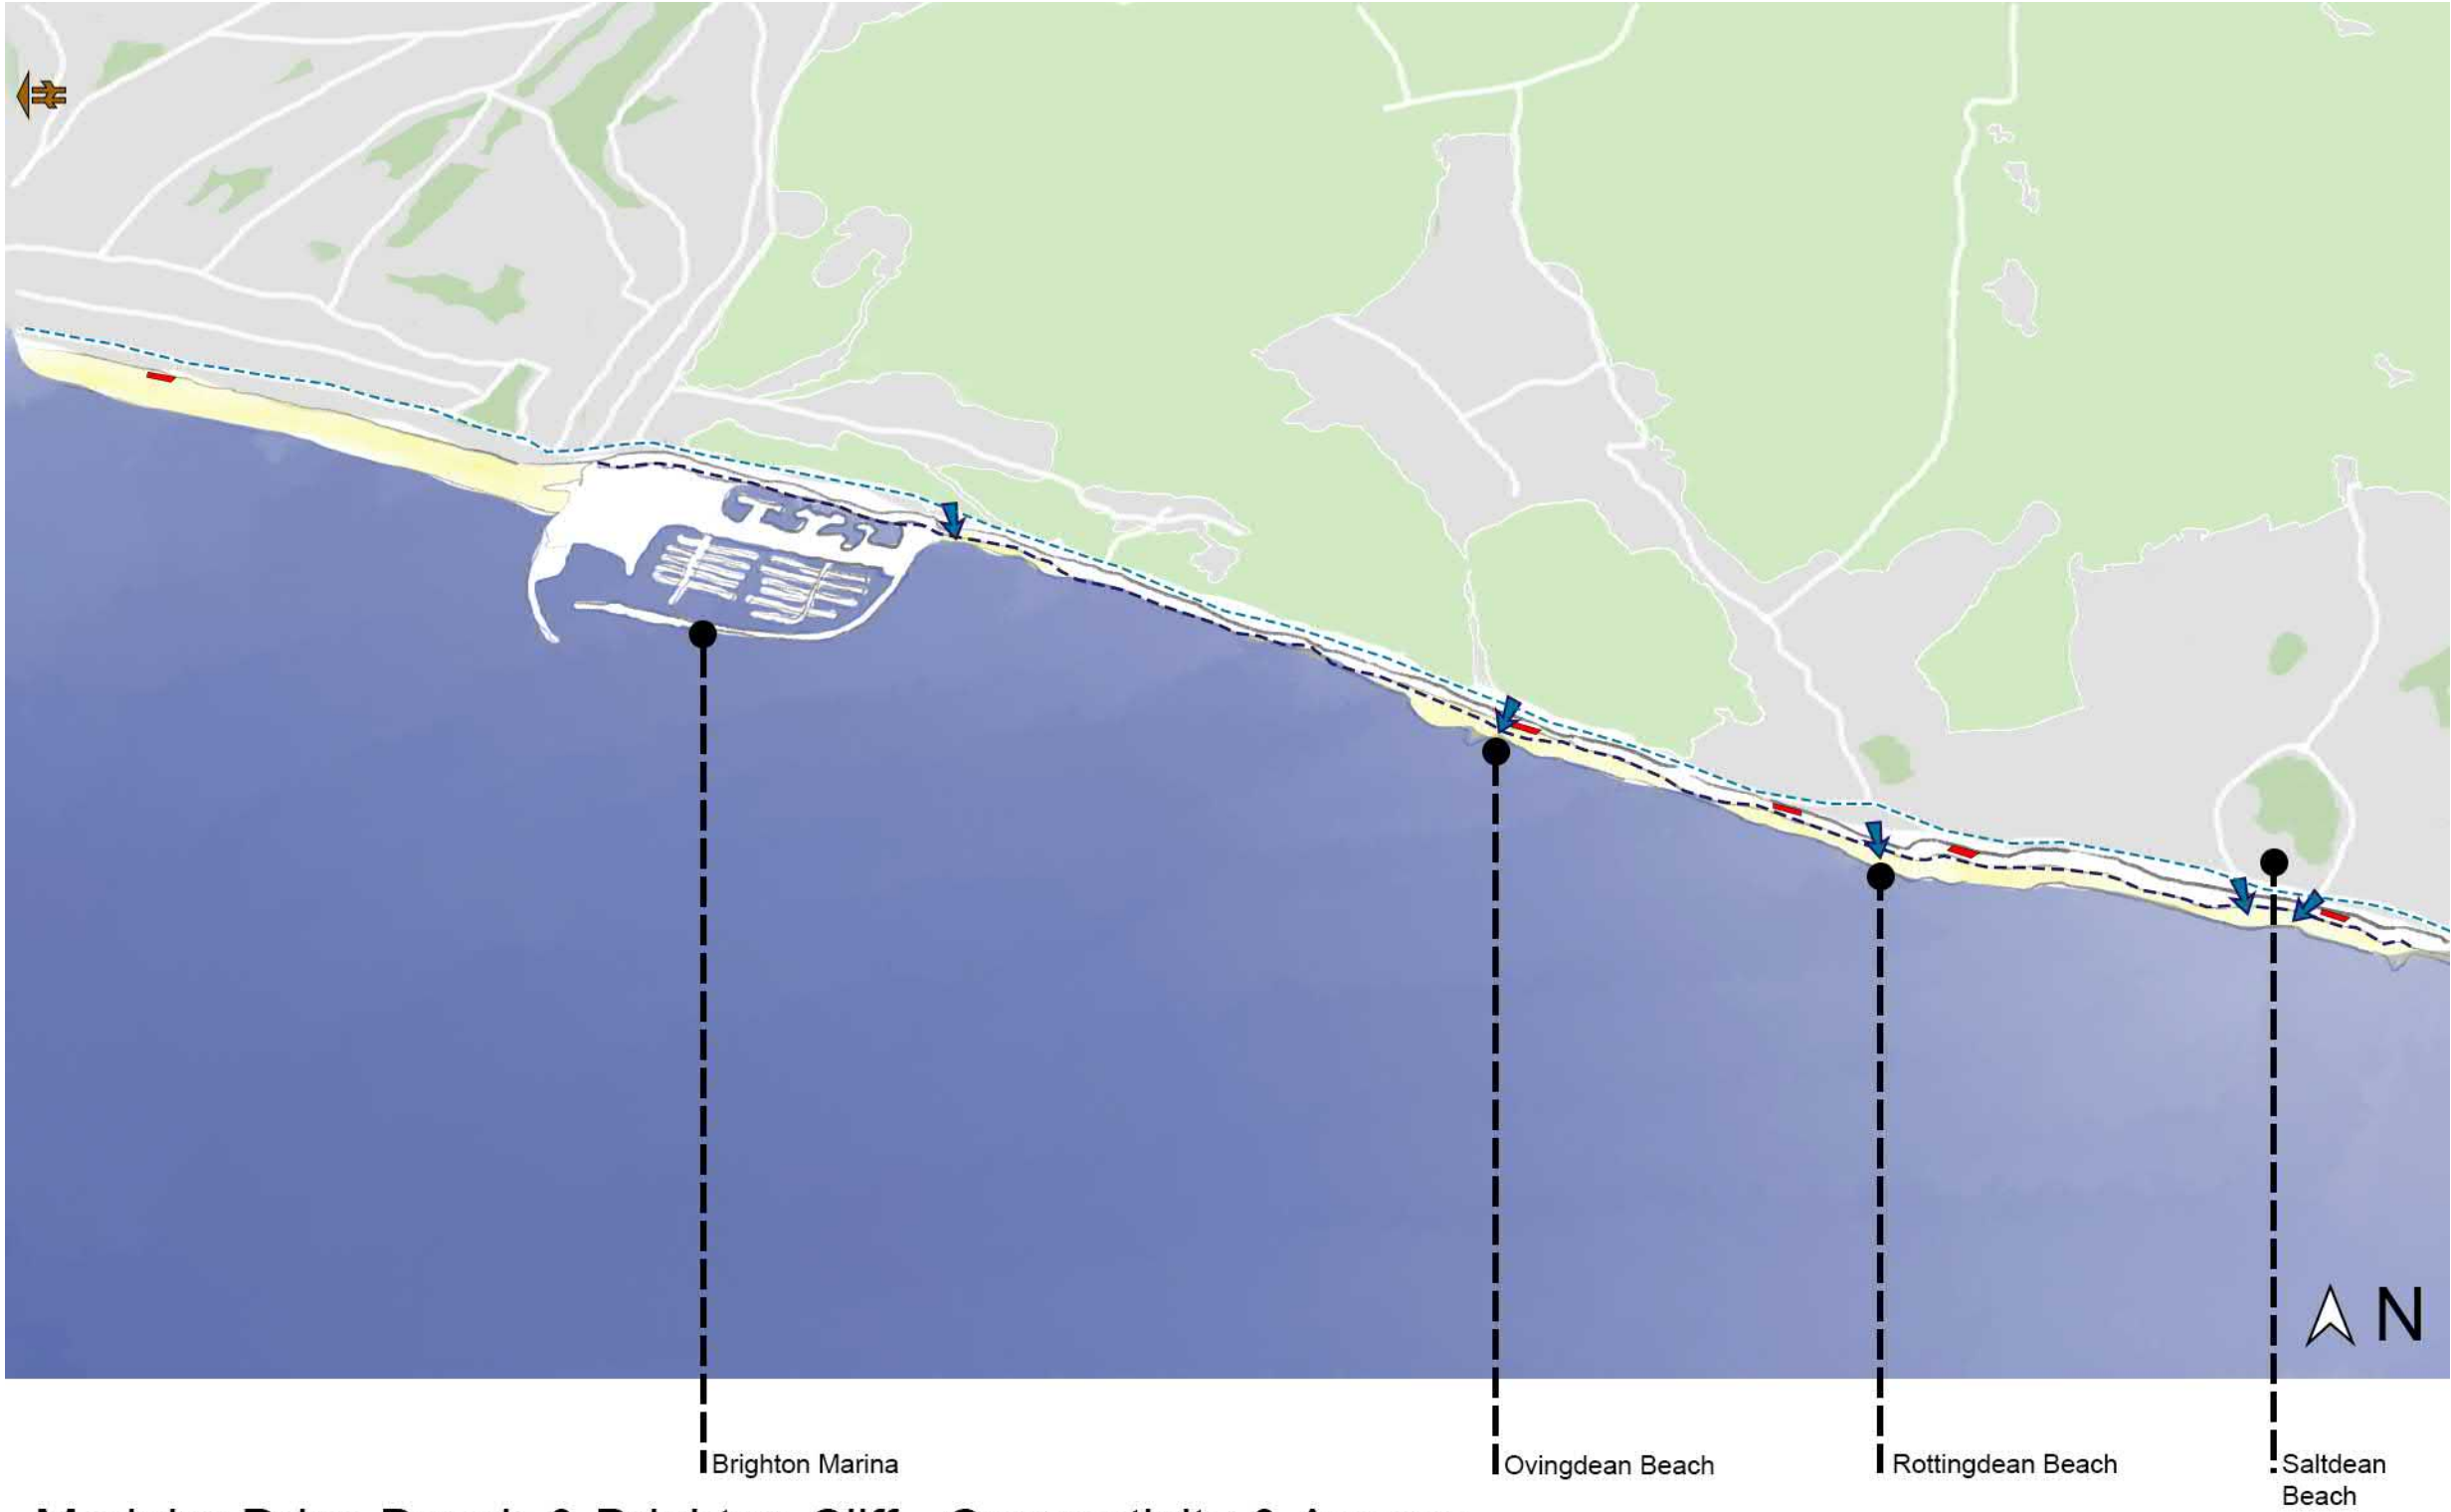 N
Brighton Marina
Ovingdean Beach
Rottingdean Beach
Saltdean
Beach